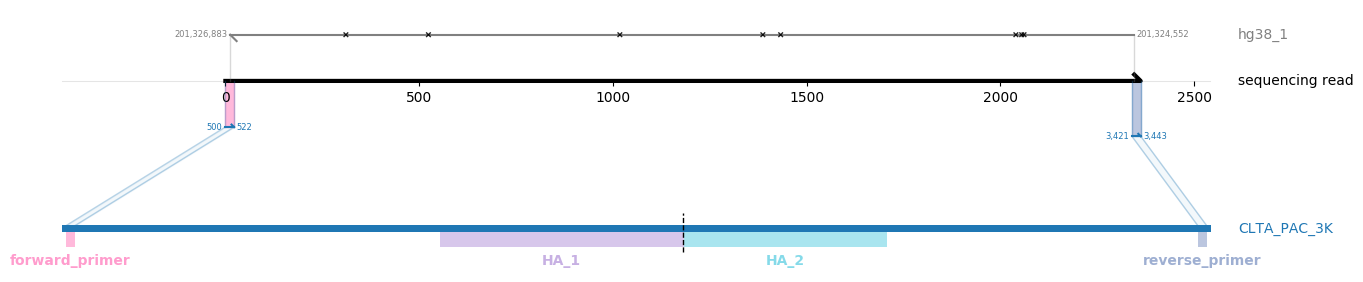 201,326,883 201,324,552 hg38_1
sequencing read
0 500 1000 1500 2000 2500
500 522 3,421 3,443
CLTA_PAC_3K
forward_primer HA_1 HA_2 reverse_primer